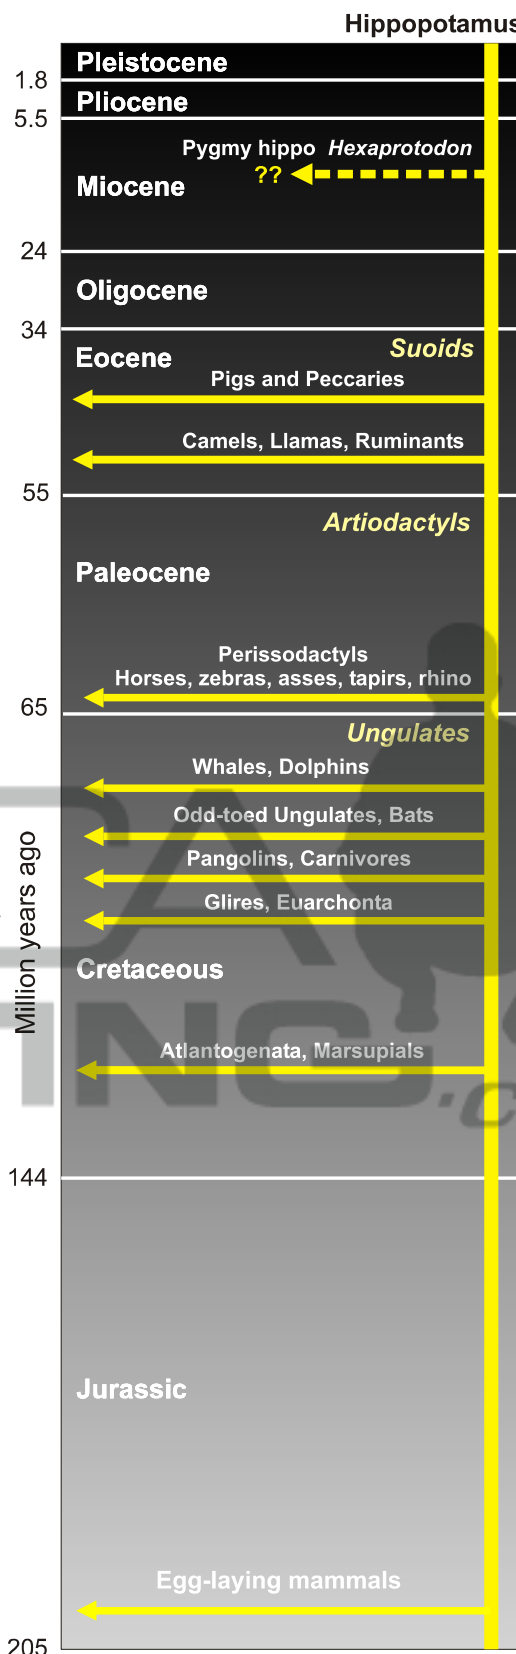 Hippopotamus
Pleistocene
1.8
Pliocene
5.5
Pygmy hippo Hexaprotodon
??
Miocene
24
Oligocene
34
Suoids
Eocene
Pigs and Peccaries
Camels, Llamas, Ruminants
55
Artiodactyls
Paleocene
Perissodactyls
Horses, zebras, asses, tapirs, rhino
65
Ungulates
Whales, Dolphins
Odd-toed Ungulates, Bats
Pangolins, Carnivores
Glires, Euarchonta
Million years ago
Cretaceous
Atlantogenata, Marsupials
144
Jurassic
Egg-laying mammals
205